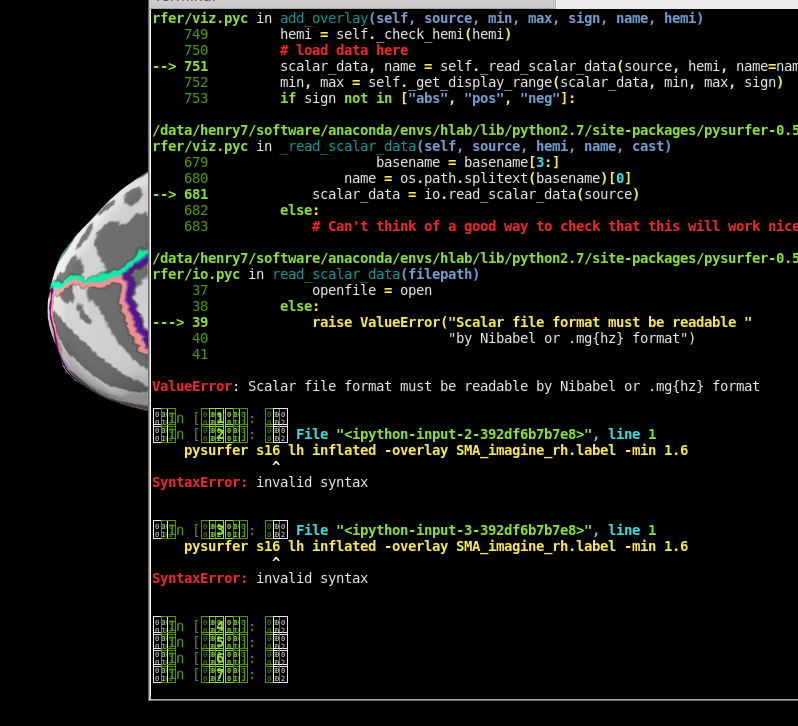 rfer/viz.pyc in add_overlay(self, source, min, max, sign, name, hemi)
749 hemi = self._check_hemi(hemi)
750 # load data here
--> 751 scalar_data, name = self._read_scalar_data(source, hemi, name=nam
752 min, max = self._get_display_range(scalar_data, min, max, sign)
753 if sign not in ["abs", "pos", "neg"]:
/data/henry7/software/anaconda/envs/hlab/lib/python2.7/site-packages/pysurfer-0.5
rfer/viz.pyc in _read_scalar_data(self, source, hemi, name, cast)
679 basename = basename[3:]
680 name = os.path.splitext(basename)[0]
--> 681 scalar_data = io.read_scalar_data(source)
682 else:
683 # Can't think of a good way to check that this will work nice
/data/henry7/software/anaconda/envs/hlab/lib/python2.7/site-packages/pysurfer-0.5
rfer/io.pyc in read_scalar_data(filepath)
37 openfile = open
38 else:
---> 39 raise ValueError("Scalar file format must be readable "
40 "by Nibabel or .mg{hz} format")
41
ValueError: Scalar file format must be readable by Nibabel or .mg{hz} format
In [1]:
In [2]: File "<ipython-input-2-392df6b7b7e8>", line 1
pysurfer s16 lh inflated -overlay SMA_imagine_rh.label -min 1.6
^
SyntaxError: invalid syntax
In [3]: File "<ipython-input-3-392df6b7b7e8>", line 1
pysurfer s16 lh inflated -overlay SMA_imagine_rh.label -min 1.6
^
SyntaxError: invalid syntax
In [4]:
In [5]:
In [6]:
In [7]: